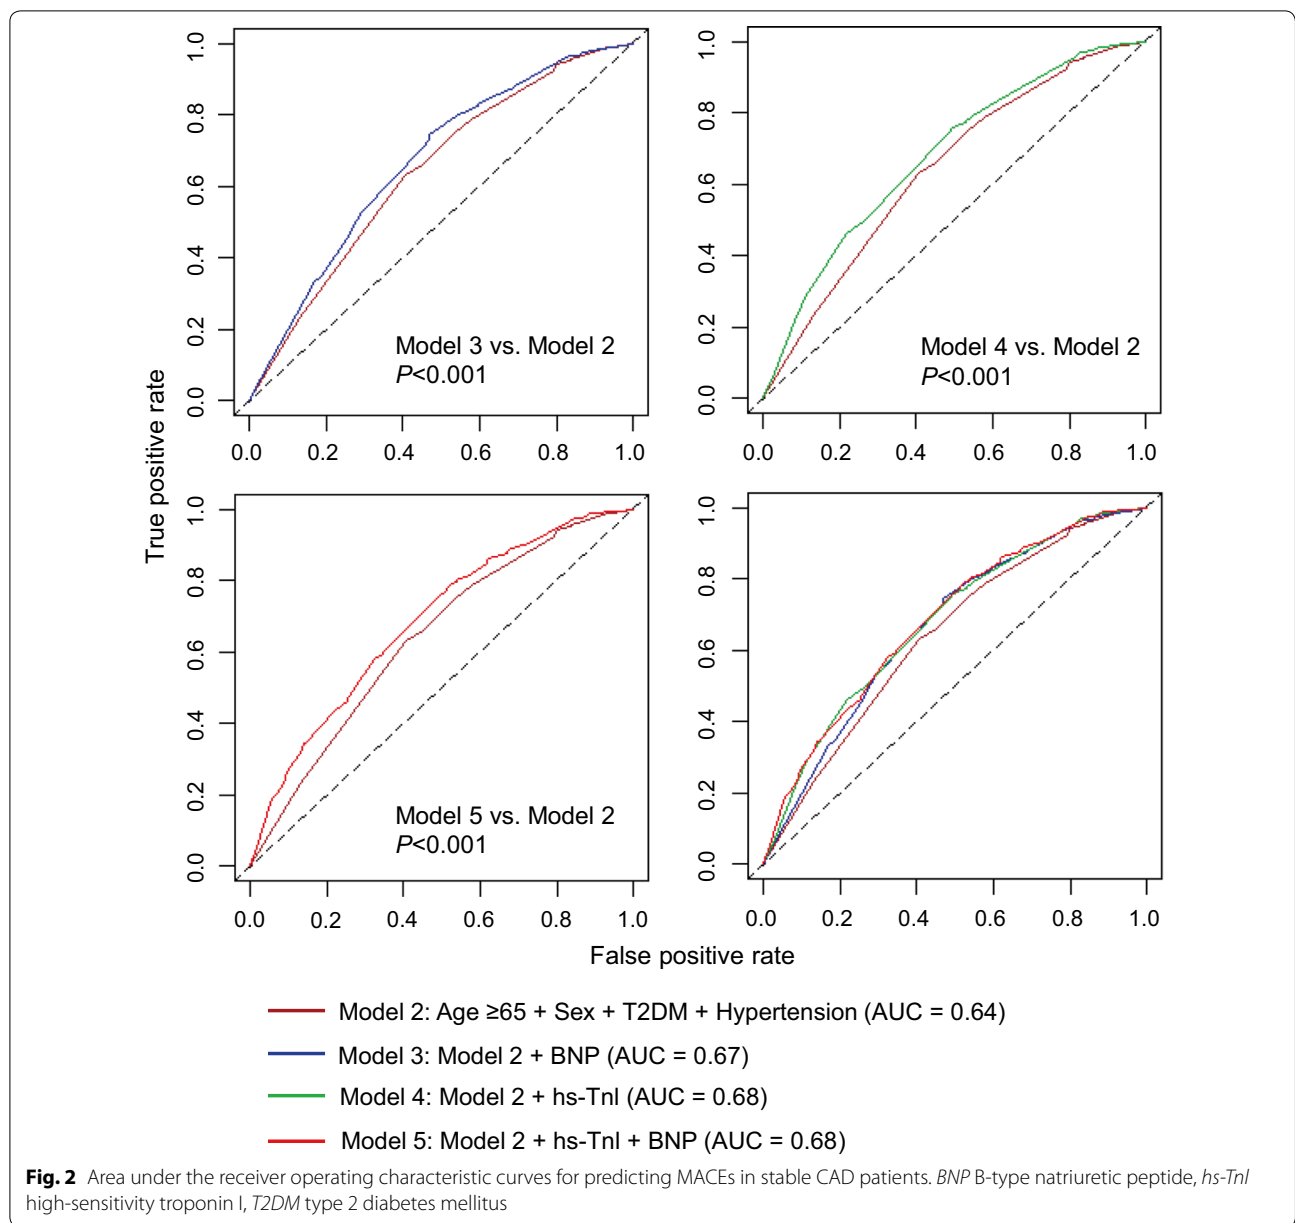 1.0
0.8
0.6
0.4
0.2
0.0
Model 3 vs. Model 2
P<0.001
0.0 0.2 0.4 0.6 0.8 1.0
1.0
0.8
0.6
0.4
0.2
0.0
Model 4 vs. Model 2
P<0.001
0.0 0.2 0.4 0.6 0.8 1.0
True positive rate
1.0
0.8
0.6
0.4
0.2
0.0
Model 5 vs. Model 2
P<0.001
0.0 0.2 0.4 0.6 0.8 1.0
1.0
0.8
0.6
0.4
0.2
0.0
0.0 0.2 0.4 0.6 0.8 1.0
False positive rate
Model 2: Age ≥65 + Sex + T2DM + Hypertension (AUC = 0.64)
Model 3: Model 2 + BNP (AUC = 0.67)
Model 4: Model 2 + hs-TnI (AUC = 0.68)
Model 5: Model 2 + hs-TnI + BNP (AUC = 0.68)
Fig. 2 Area under the receiver operating characteristic curves for predicting MACEs in stable CAD patients. BNP B-type natriuretic peptide, hs-TnI
high-sensitivity troponin I, T2DM type 2 diabetes mellitus